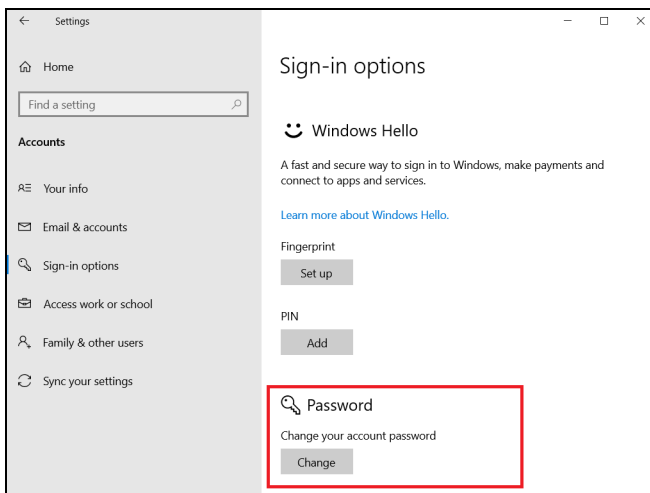 Settings
Home
Find a setting
Accounts
Your info
Email & accounts
Sign-in options
Access work or school
Family & other users
Sync your settings
Sign-in options
Windows Hello
A fast and secure way to sign in to Windows, make payments and
connect to apps and services.
Learn more about Windows Hello.
Fingerprint
Set up
PIN
Add
Password
Change your account password
Change